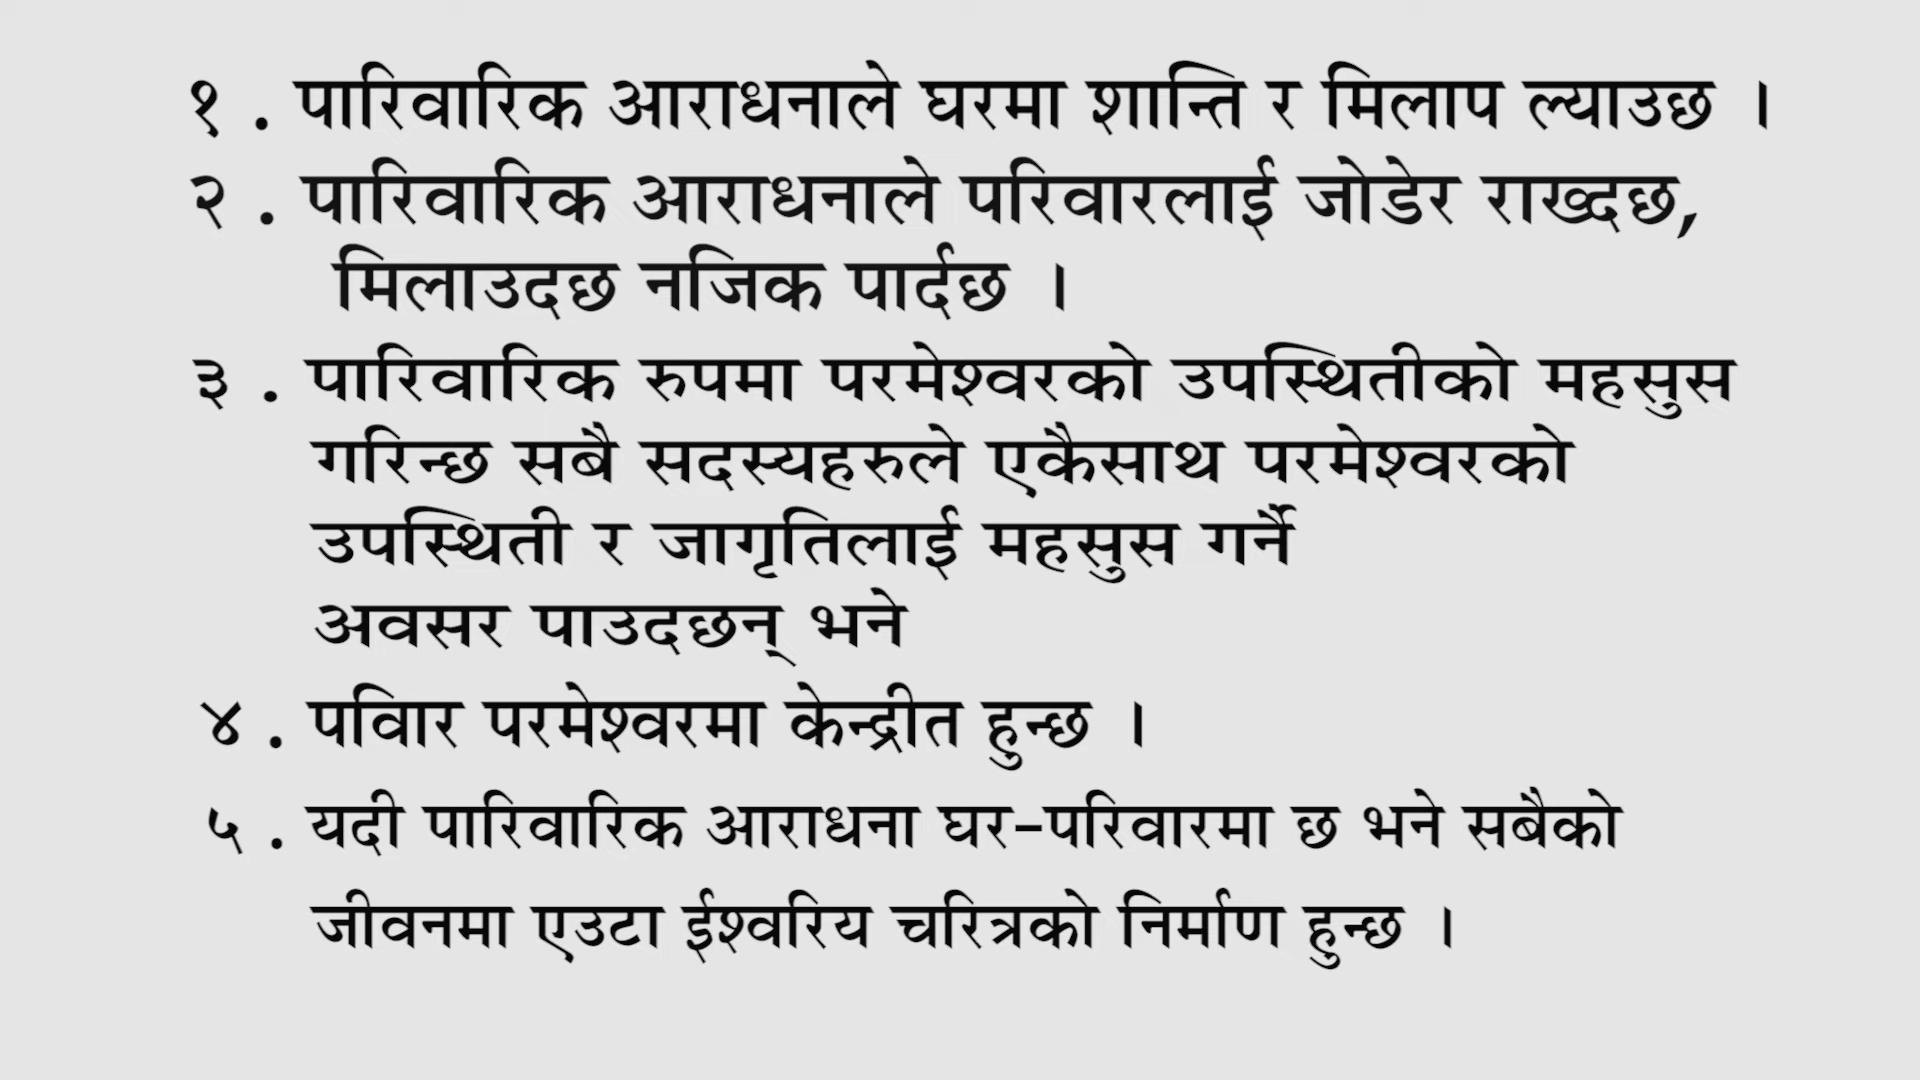 १ . पारिवारिक आराधनाले घरमा शान्ति र मिलाप ल्याउछ ।
२ . पारिवारिक आराधनाले परिवारलाई जोडेर राख्दछ,
मिलाउदछ नजिक पार्दछ ।
३ . पारिवारिक रुपमा परमेश्वरको उपस्थितीको महसुस
गरिन्छ सबै सदस्यहरुले एकैसाथ परमेश्वरको
उपस्थिती र जागृतिलाई महसुस गर्नै
अवसर पाउदछन् भने
४ . पविार परमेश्वरमा केन्द्रीत हुन्छ ।
५ . यदी पारिवारिक आराधना घर-परिवारमा छ भने सबैको
जीवनमा एउटा ईश्वरिय चरित्रको निर्माण हुन्छ ।